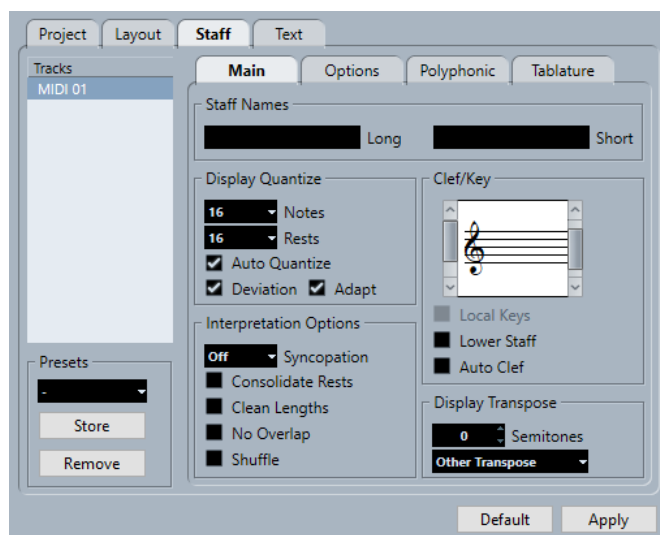 Project Layout Staff Text
Tracks
MIDI 01
Main Options Polyphonic Tablature
Staff Names
Long Short
Display Quantize
16 Notes
16 Rests
Auto Quantize
Deviation Adapt
Clef/Key
Local Keys
Lower Staff
Auto Clef
Interpretation Options
Off Syncopation
Consolidate Rests
Clean Lengths
No Overlap
Shuffle
Display Transpose
0 Semitones
Other Transpose
Presets
-
Store
Remove
Default Apply